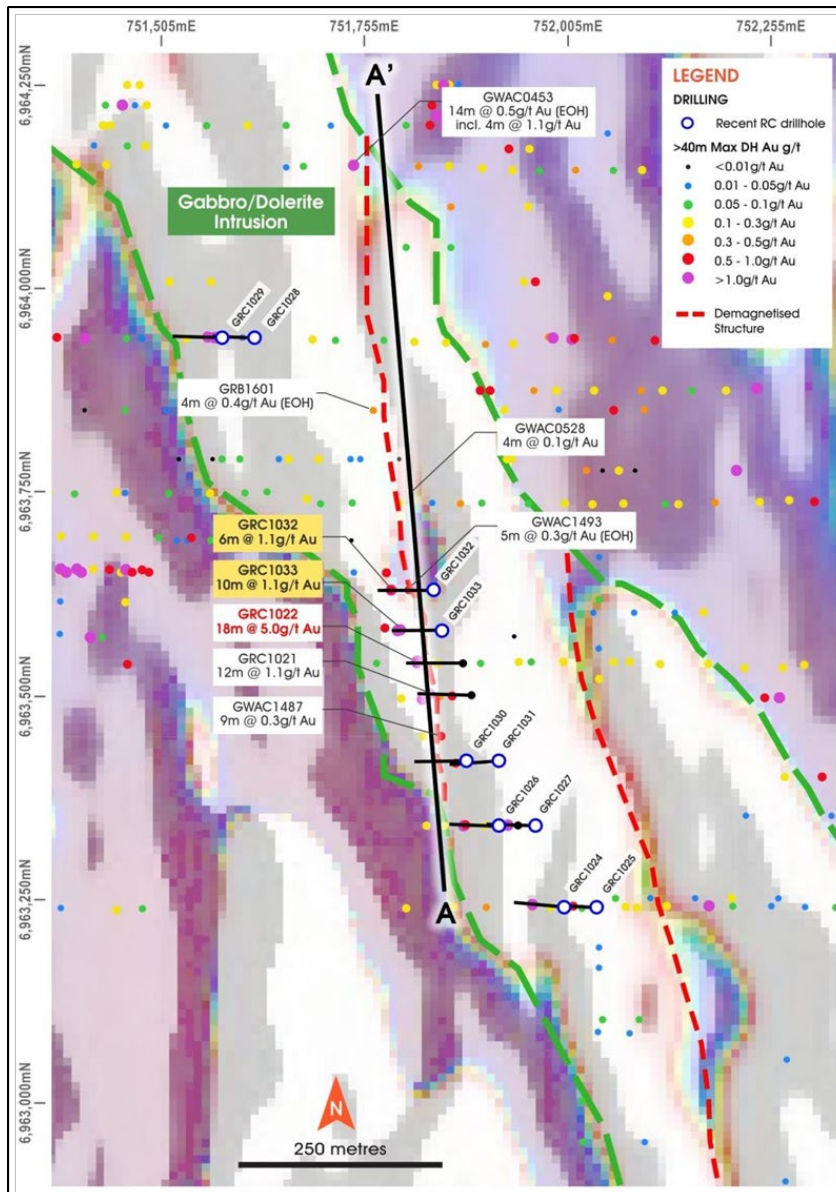 751,505mE
751,755mE
752,005mE
752,255mE
6,964,250mN
6,964,000mN
6,963,750mN
6,963,500mN
6,963,250mN
6,963,000mN
A'
GWAC0453
14m @ 0.5g/t Au (EOH)
incl. 4m @ 1.1g/t Au
LEGEND
DRILLING
Recent RC drillhole
>40m Max DH Au g/t
<0.01g/t Au
0.01 - 0.05g/t Au
0.05 - 0.1g/t Au
0.1 - 0.3g/t Au
0.3 - 0.5g/t Au
0.5 - 1.0g/t Au
>1.0g/t Au
Demagnetised
Structure
Gabbro/Dolerite
Intrusion
GRC1029
GRC1028
GRB1601
4m @ 0.4g/t Au (EOH)
GWAC0528
4m @ 0.1g/t Au
GWAC1493
5m @ 0.3g/t Au (EOH)
GRC1032
6m @ 1.1g/t Au
GRC1032
GRC1033
10m @ 1.1g/t Au
GRC1033
GRC1022
18m @ 5.0g/t Au
GRC1021
12m @ 1.1g/t Au
GWAC1487
9m @ 0.3g/t Au
GRC1030
GRC1031
GRC1026
GRC1027
GRC1024
GRC1025
A
N
250 metres